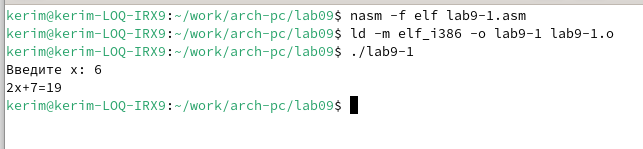 kerim@kerim-LOQ-IRX9:~/work/arch-pc/lab09$ nasm -f elf lab9-1.asm
kerim@kerim-LOQ-IRX9:~/work/arch-pc/lab09$ ld -m elf_i386 -o lab9-1 lab9-1.o
kerim@kerim-LOQ-IRX9:~/work/arch-pc/lab09$ ./lab9-1
Введите x: 6
2x+7=19
kerim@kerim-LOQ-IRX9:~/work/arch-pc/lab09$